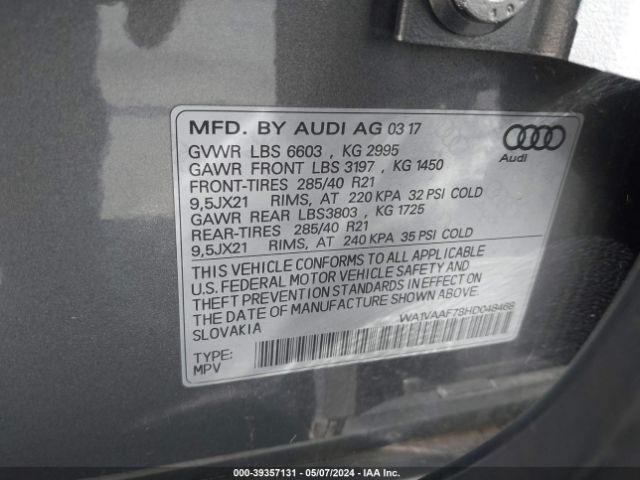 MFD. BY AUDI AG 03 17
Audi
GVWR LBS 6603 , KG 2995
GAWR FRONT LBS 3197 , KG 1450
FRONT-TIRES 285/40 R21
9,5JX21 RIMS, AT 220 KPA 32 PSI COLD
GAWR REAR LBS3803 , KG 1725
REAR-TIRES 285/40 R21
9,5JX21 RIMS, AT 240 KPA 35 PSI COLD
THIS VEHICLE CONFORMS TO ALL APPLICABLE
U.S. FEDERAL MOTOR VEHICLE SAFETY AND
THEFT PREVENTION STANDARDS IN EFFECT ON
THE DATE OF MANUFACTURE SHOWN ABOVE.
SLOVAKIA
WA1VAAF78HD048468
TYPE:
MPV
000-39357131 - 05/07/2024 - IAA Inc.